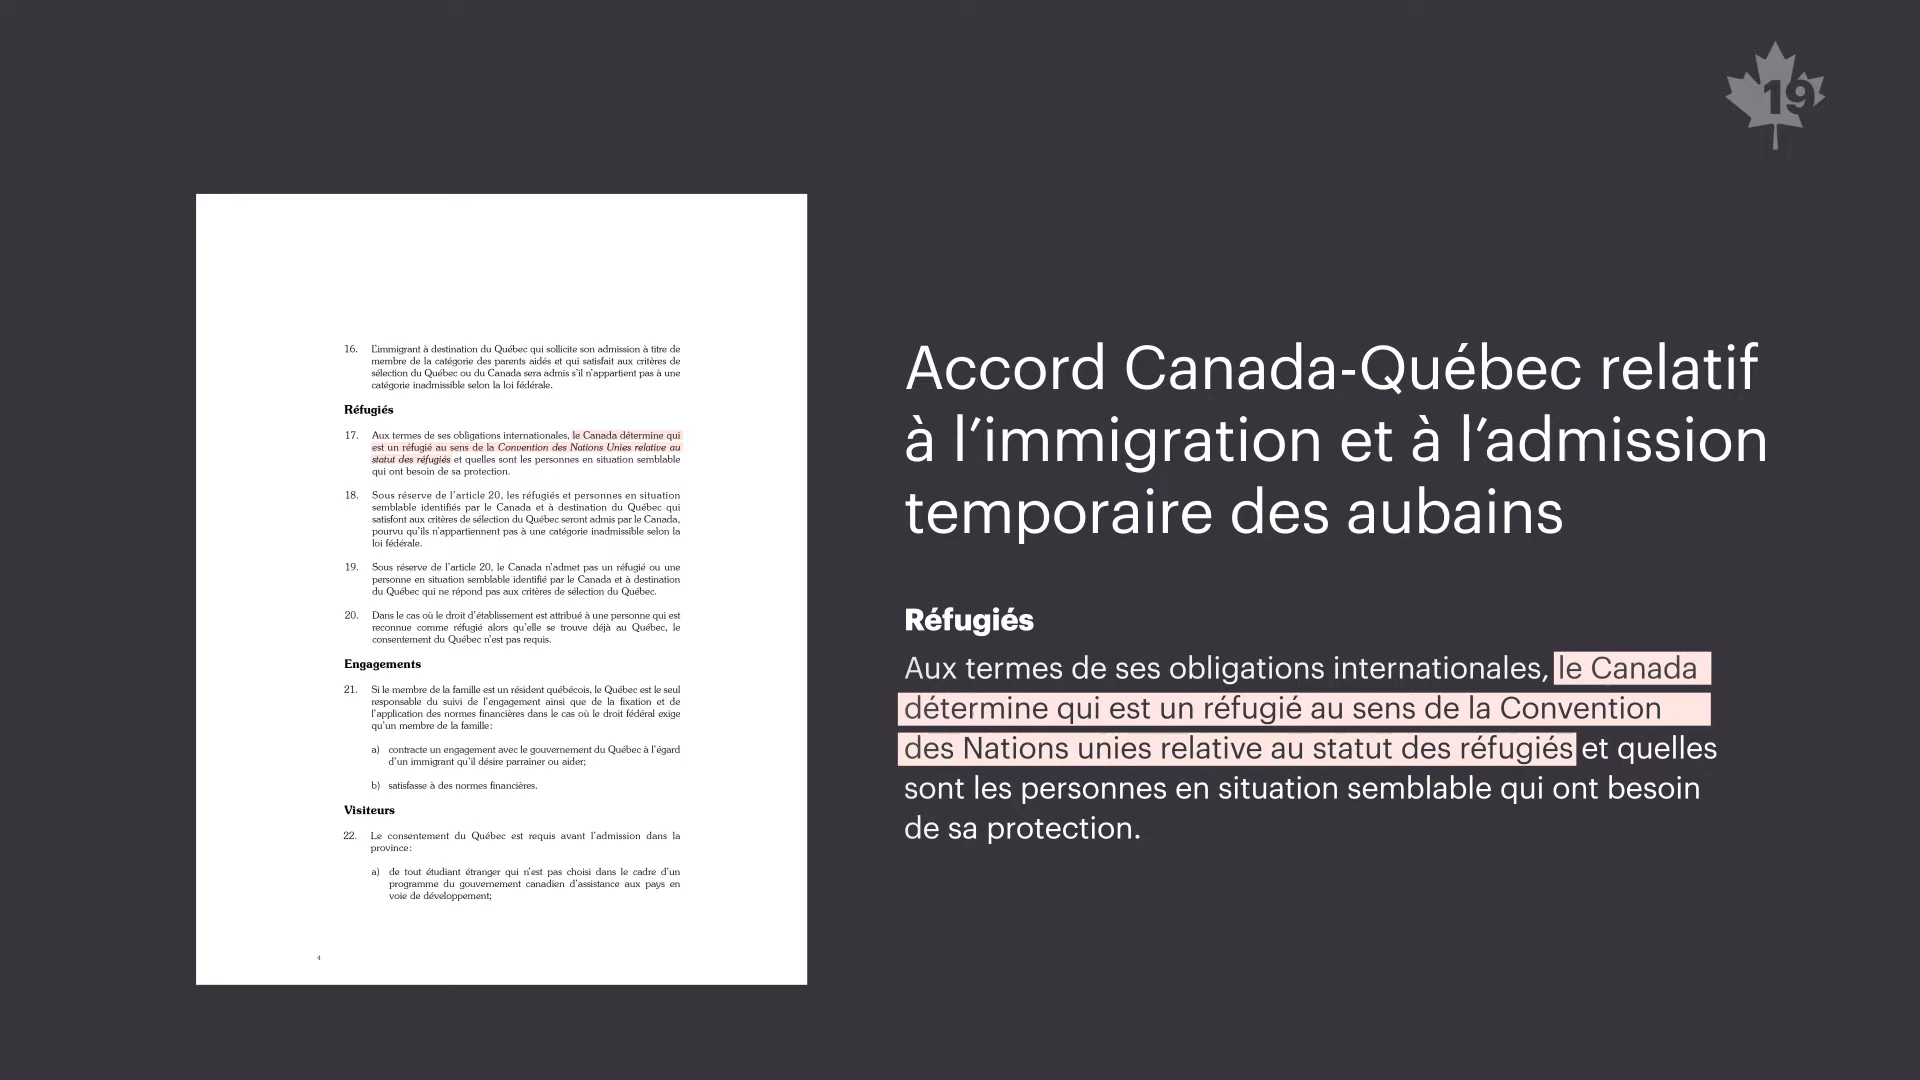 19
16. L'immigrant à destination du Québec qui sollicite son admission à titre de
membre de la catégorie des parents aidés et qui satisfait aux critères de
sélection du Québec ou du Canada sera admis s'il n'appartient pas à une
catégorie inadmissible selon la loi fédérale.
Réfugiés
17. Aux termes de ses obligations internationales, le Canada détermine qui
est un réfugié au sens de la Convention des Nations Unies relative au
statut des réfugiés et quelles sont les personnes en situation semblable
qui ont besoin de sa protection.
18. Sous réserve de l'article 20, les réfugiés et personnes en situation
semblable identifiés par le Canada et à destination du Québec qui
satisfont aux critères de sélection du Québec seront admis par le Canada,
pourvu qu'ils n'appartiennent pas à une catégorie inadmissible selon la
loi fédérale.
19. Sous réserve de l'article 20, le Canada n'admet pas un réfugié ou une
personne en situation semblable identifié par le Canada et à destination
du Québec qui ne répond pas aux critères de sélection du Québec.
20. Dans le cas où le droit d'établissement est attribué à une personne qui est
reconnue comme réfugié alors qu'elle se trouve déjà au Québec, le
consentement du Québec n'est pas requis.
Engagements
21. Si le membre de la famille est un résident québécois, le Québec est le seul
responsable du suivi de l'engagement ainsi que de la fixation et de
l'application des normes financières dans le cas où le droit fédéral exige
qu'un membre de la famille:
a) contracte un engagement avec le gouvernement du Québec à l'égard
d'un immigrant qu'il désire parrainer ou aider;
b) satisfasse à des normes financières.
Visiteurs
22. Le consentement du Québec est requis avant l'admission dans la
province:
a) de tout étudiant étranger qui n'est pas choisi dans le cadre d'un
programme du gouvernement canadien d'assistance aux pays en
voie de développement;
4
Accord Canada-Québec relatif
à l'immigration et à l'admission
temporaire des aubains
Réfugiés
Aux termes de ses obligations internationales, le Canada
détermine qui est un réfugié au sens de la Convention
des Nations unies relative au statut des réfugiés et quelles
sont les personnes en situation semblable qui ont besoin
de sa protection.